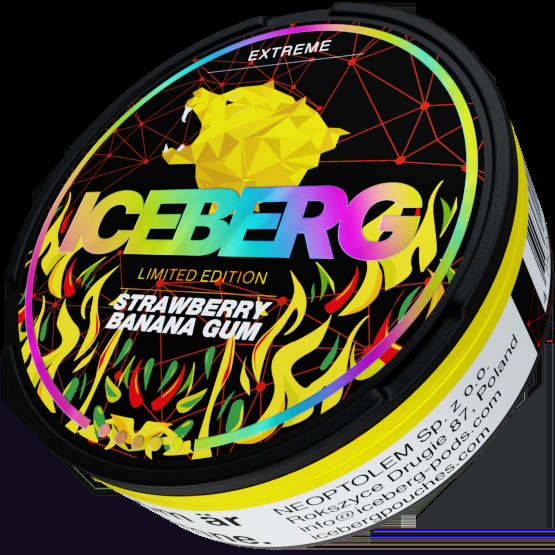 EXTREME
ICEBERG
LIMITED EDITION
STRAWBERRY
BANANA GUM
är
NEOPTOLEM Sp. z o.o.
Rokszyce Drugie 87, Poland
info@iceberg-pods.com
icebergpouches.com